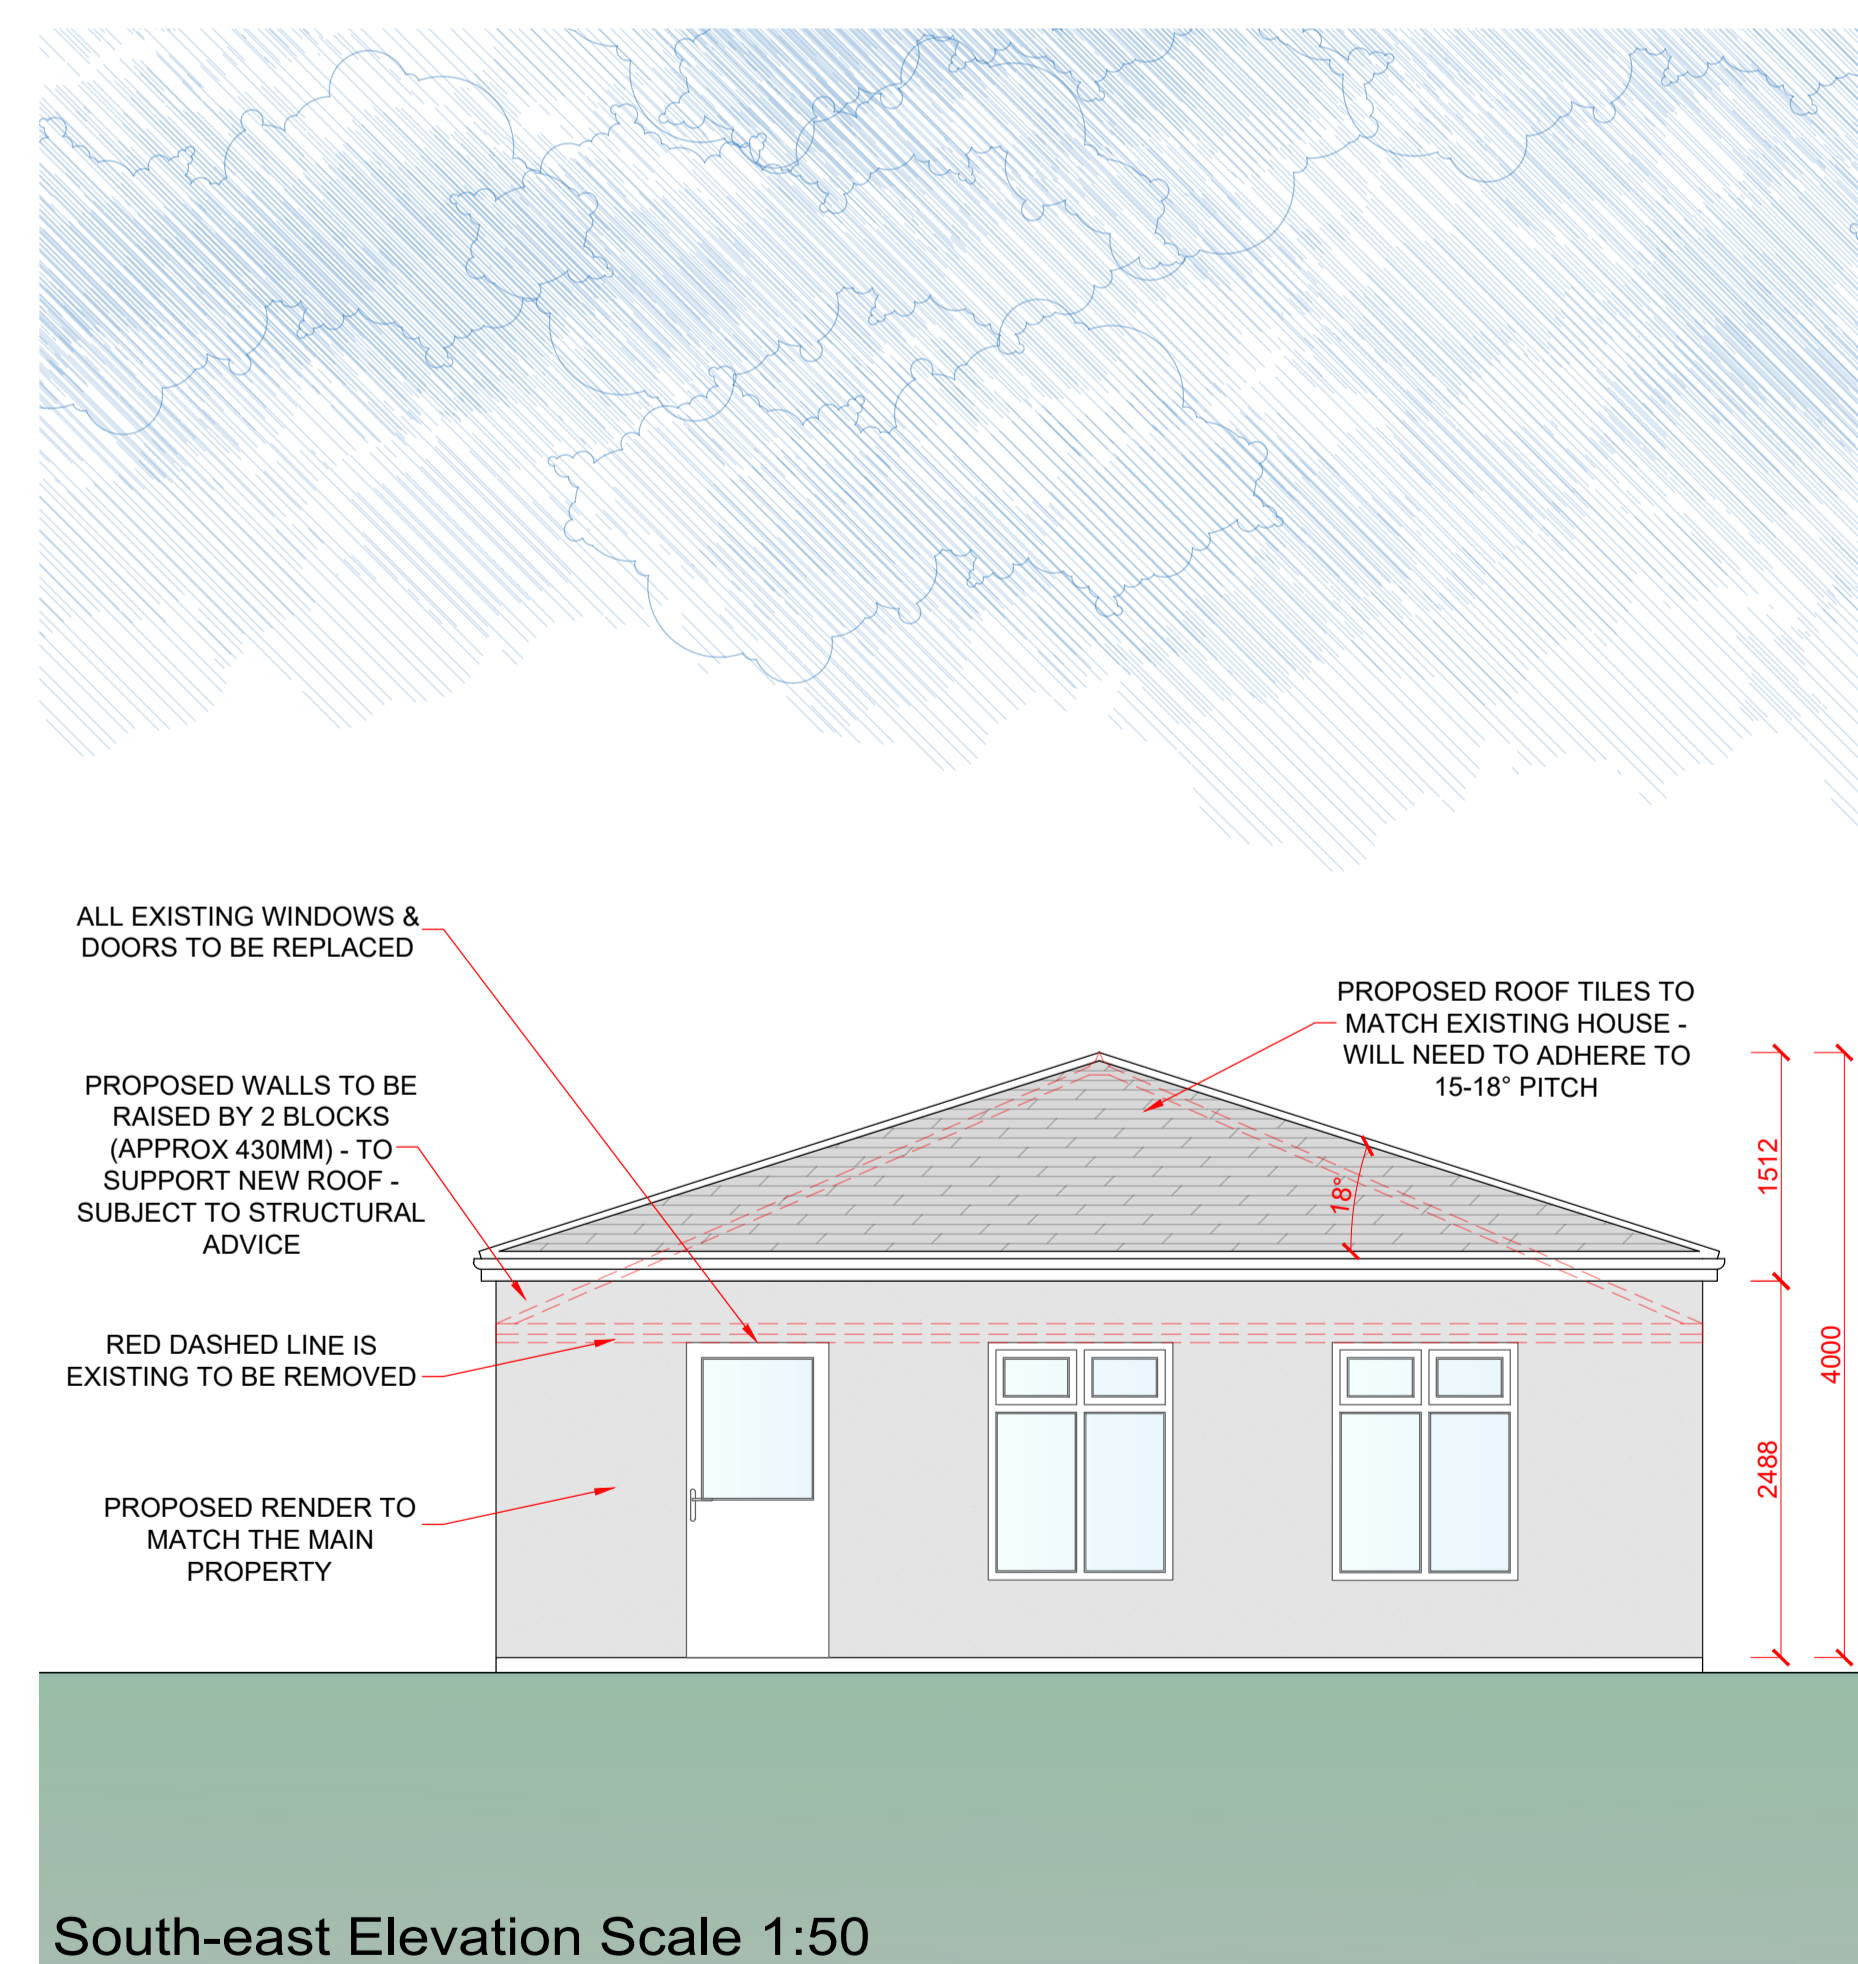 ALL EXISTING WINDOWS &
DOORS TO BE REPLACED
PROPOSED ROOF TILES TO
MATCH EXISTING HOUSE -
WILL NEED TO ADHERE TO
15-18° PITCH
PROPOSED WALLS TO BE
RAISED BY 2 BLOCKS
(APPROX 430MM) - TO
SUPPORT NEW ROOF -
SUBJECT TO STRUCTURAL
ADVICE
18°
1512
4000
2488
RED DASHED LINE IS
EXISTING TO BE REMOVED
PROPOSED RENDER TO
MATCH THE MAIN
PROPERTY
South-east Elevation Scale 1:50